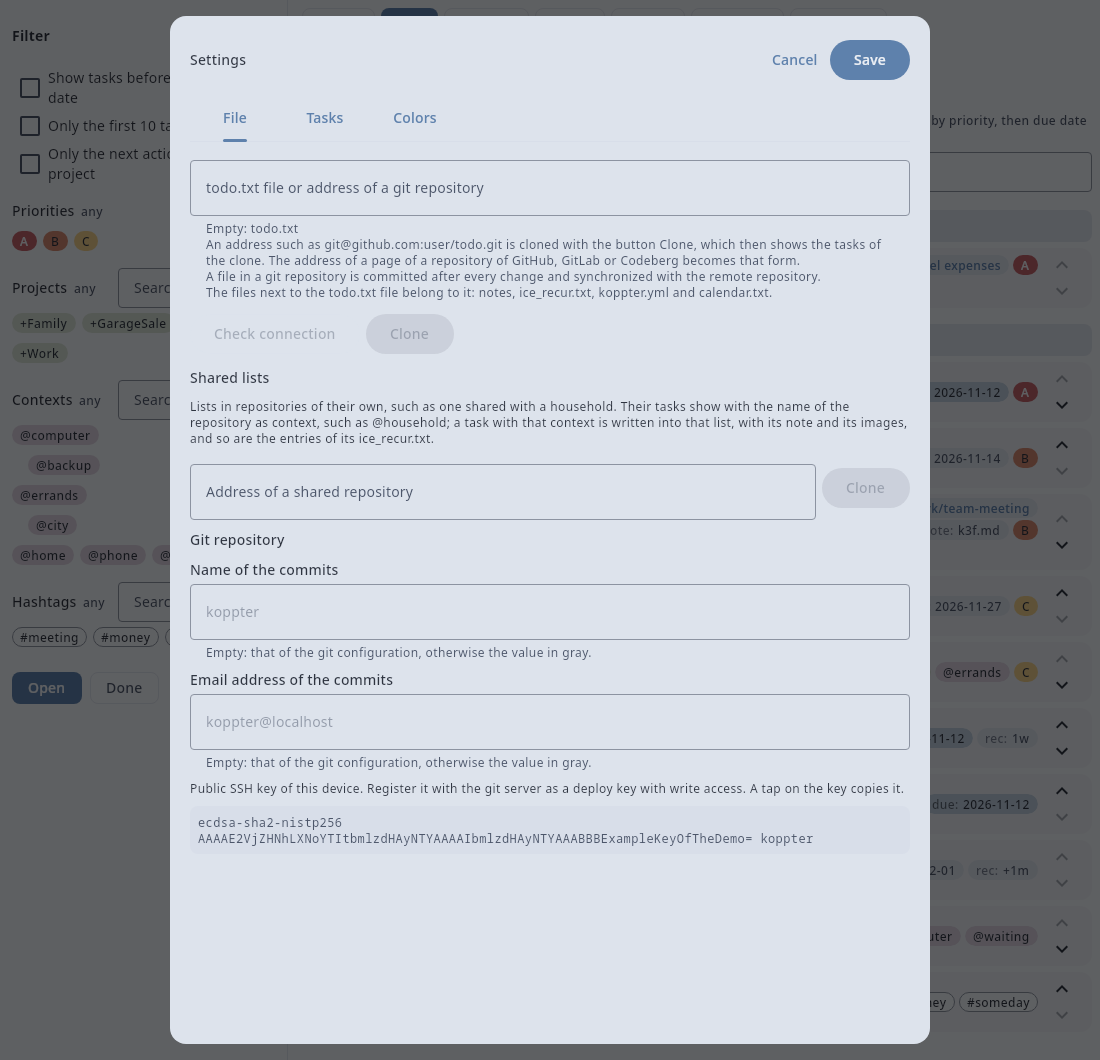 Filter
Show tasks before
date
Only the first 10
Only the next
project
Priorities any
A B C
Projects any
+Family +GarageSale
+Work
Contexts any
@computer
@backup
@errands
@city
@home @phone
Hashtags any
#meeting #money
Open Done
Settings
Cancel Save
File Tasks Colors
todo.txt file or address of a git repository
Empty: todo.txt
An address such as git@github.com:user/todo.git is cloned with the button Clone, which then shows the tasks of
the clone. The address of a page of a repository of GitHub, GitLab or Codeberg becomes that form.
A file in a git repository is committed after every change and synchronized with the remote repository.
The files next to the todo.txt file belong to it: notes, ice_recur.txt, koppter.yml and calendar.txt.
Check connection Clone
Shared lists
Lists in repositories of their own, such as one shared with a household. Their tasks show with the name of the
repository as context, such as @household; a task with that context is written into that list, with its note and its images,
and so are the entries of its ice_recur.txt.
Address of a shared repository Clone
Git repository
Name of the commits
koppter
Empty: that of the git configuration, otherwise the value in gray.
Email address of the commits
koppter@localhost
Empty: that of the git configuration, otherwise the value in gray.
Public SSH key of this device. Register it with the git server as a deploy key with write access. A tap on the key copies it.
ecdsa-sha2-nistp256
AAAAE2VjZHNhLXNoYTItbmlzdHAyNTYAAAAIbmlzdHAyNTYAAABBBExampleKeyOfTheDemo= koppter
by priority, then due date
expenses A
2026-11-12 A
2026-11-14 B
k/team-meeting
k3f.md B
2026-11-27 C
@errands C
11-12 rec: 1w
due: 2026-11-12
2-01 rec: +1m
@waiting
#someday